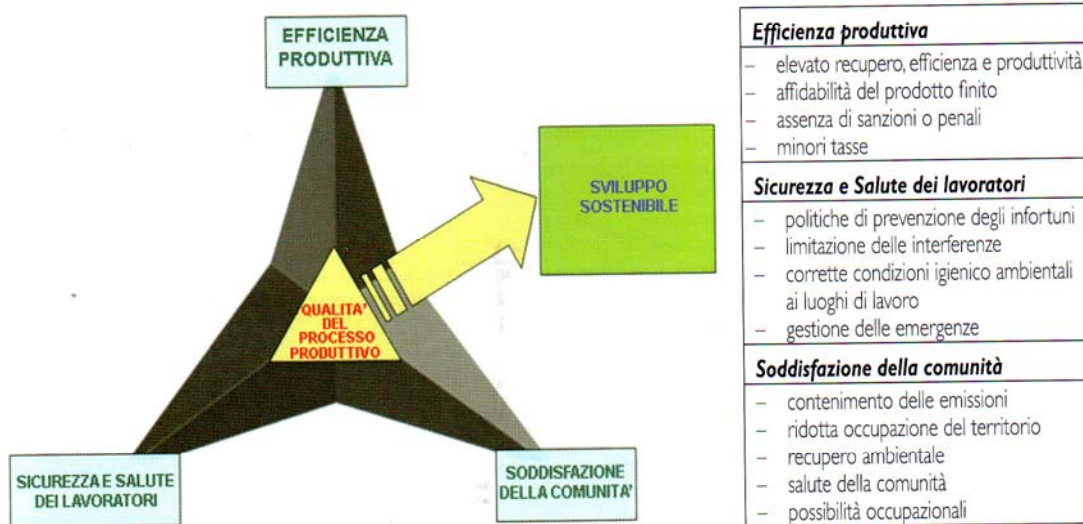 EFFICIENZA
PRODUTTIVA
SVILUPPO
SOSTENIBILE
QUALITA'
DEL
PROCESSO
PRODUTTIVO
SICUREZZA E SALUTE
DEI LAVORATORI
SODDISFAZIONE
DELLA COMUNITA'
Efficienza produttiva
– elevato recupero, efficienza e produttività
– affidabilità del prodotto finito
– assenza di sanzioni o penali
– minori tasse
Sicurezza e Salute dei lavoratori
– politiche di prevenzione degli infortuni
– limitazione delle interferenze
– corrette condizioni igienico ambientali
ai luoghi di lavoro
– gestione delle emergenze
Soddisfazione della comunità
– contenimento delle emissioni
– ridotta occupazione del territorio
– recupero ambientale
– salute della comunità
– possibilità occupazionali